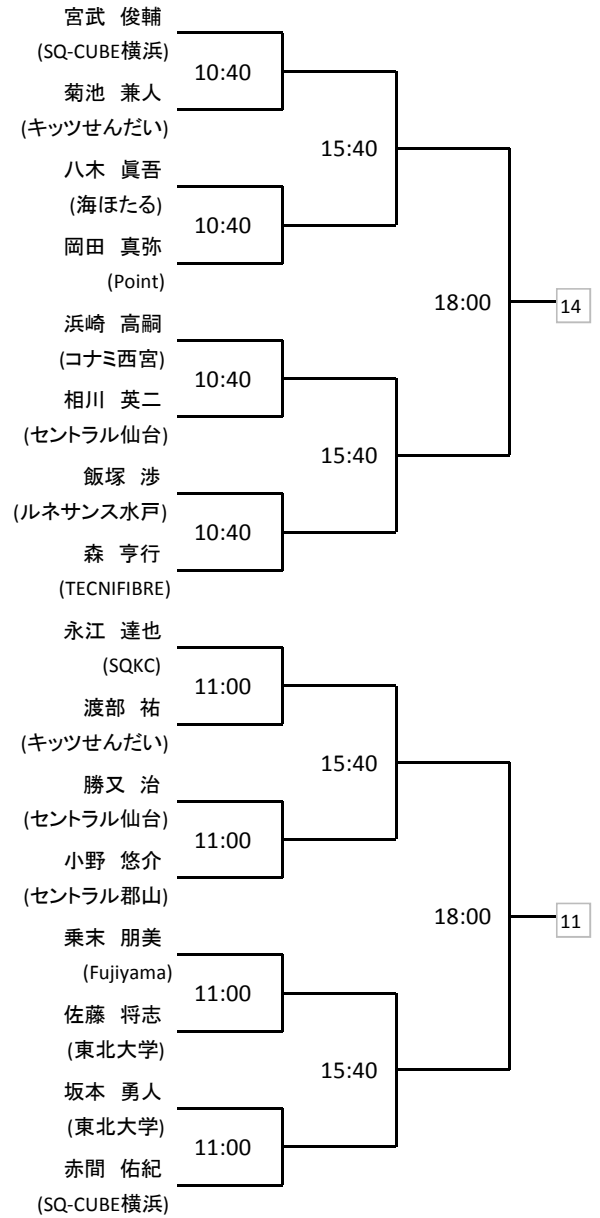 宮武 俊輔
(SQ-CUBE横浜)
10:40
菊池 兼人
(キッツせんだい)
15:40
八木 眞吾
(海ほたる)
10:40
岡田 真弥
(Point)
18:00
14
浜崎 高嗣
(コナミ西宮)
10:40
相川 英二
(セントラル仙台)
15:40
飯塚 渉
(ルネサンス水戸)
10:40
森 亨行
(TECNIFIBRE)
永江 達也
(SQKC)
11:00
渡部 祐
(キッツせんだい)
15:40
勝又 治
(セントラル仙台)
11:00
小野 悠介
(セントラル郡山)
18:00
11
乗末 朋美
(Fujiyama)
11:00
佐藤 将志
(東北大学)
15:40
坂本 勇人
(東北大学)
11:00
赤間 佑紀
(SQ-CUBE横浜)